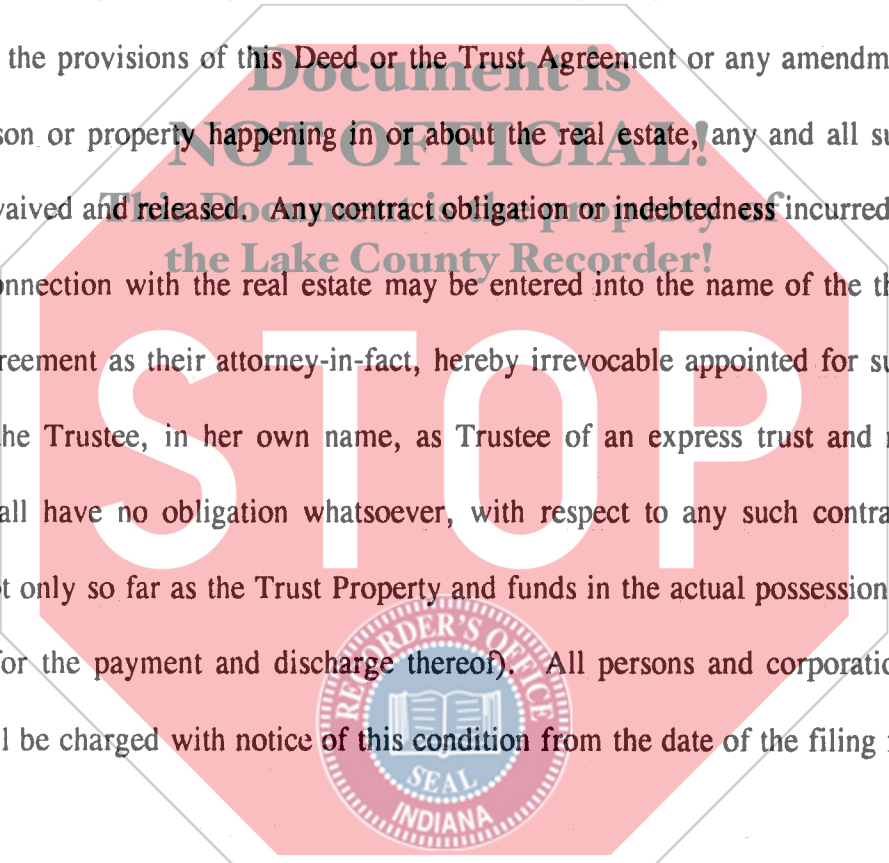 the provisions of this Deed or the Trust Agreement or any amendm
Document is
son or property happening in or about the real estate, any and all su
NOT OFFICIAL!
waived and released. Any contract obligation or indebtedness incurred
This Document is the property of
the Lake County Recorder!
onnection with the real estate may be entered into the name of the th
reement as their attorney-in-fact, hereby irrevocable appointed for su
STOP
he Trustee, in her own name, as Trustee of an express trust and
all have no obligation whatsoever, with respect to any such contra
t only so far as the Trust Property and funds in the actual possession
for the payment and discharge thereof). All persons and corporatio
l be charged with notice of this condition from the date of the filing
RECORDER'S OFFICE
SEAL
INDIANA